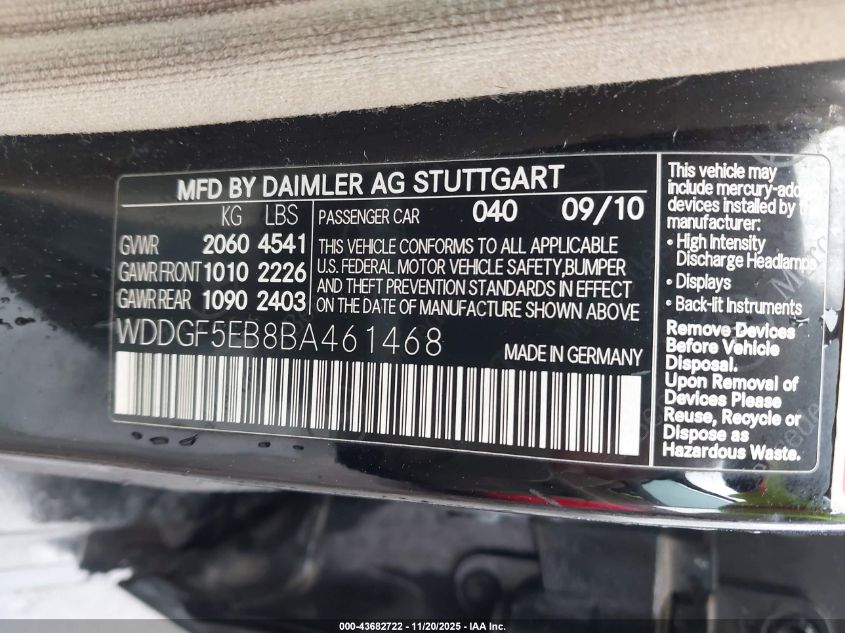 MFD BY DAIMLER AG STUTTGART
KG LBS
GVWR 2060 4541
GAWR FRONT 1010 2226
GAWR REAR 1090 2403
PASSENGER CAR 040 09/10
THIS VEHICLE CONFORMS TO ALL APPLICABLE
U.S. FEDERAL MOTOR VEHICLE SAFETY,BUMPER
AND THEFT PREVENTION STANDARDS IN EFFECT
ON THE DATE OF MANUFACTURE SHOWN ABOVE
WDDGF5EB8BA461468
MADE IN GERMANY
This vehicle may
include mercury-added
devices installed by the
manufacturer:
• High Intensity
Discharge Headlamps
• Displays
• Back-lit Instruments
Remove Devices
Before Vehicle
Disposal.
Upon Removal of
Devices Please
Reuse, Recycle or
Dispose as
Hazardous Waste.
000-43682722 - 11/20/2025 - IAA Inc.